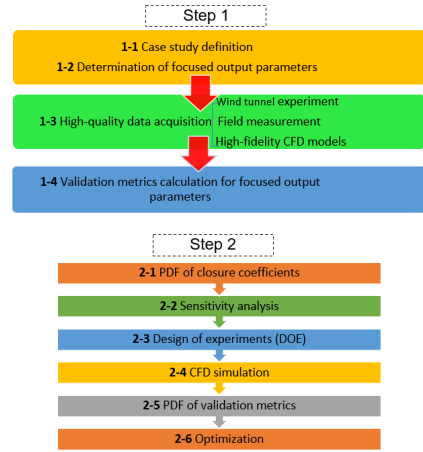 Step 1
1-1 Case study definition
1-2 Determination of focused output parameters
Wind tunnel experiment
1-3 High-quality data acquisition
Field measurement
High-fidelity CFD models
1-4 Validation metrics calculation for focused output
parameters
Step 2
2-1 PDF of closure coefficients
2-2 Sensitivity analysis
2-3 Design of experiments (DOE)
2-4 CFD simulation
2-5 PDF of validation metrics
2-6 Optimization